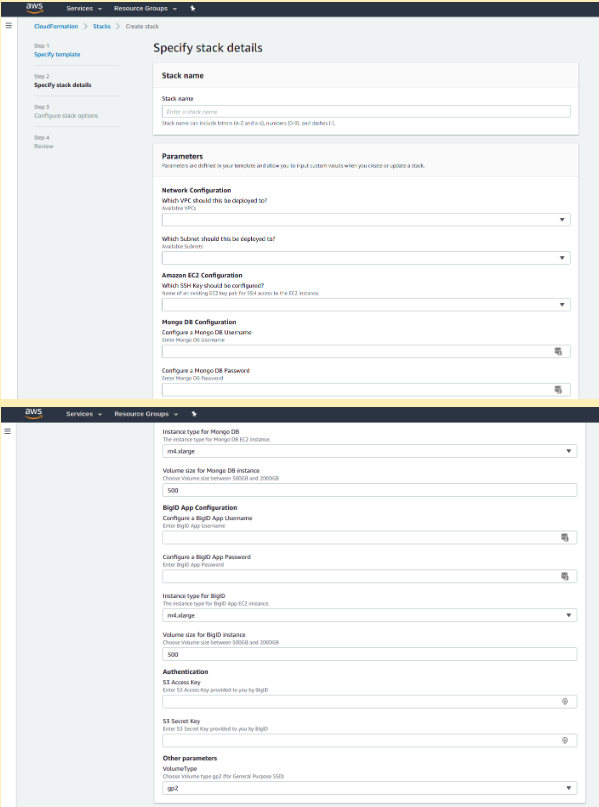 aws
Services
Resource Groups
CloudFormation > Stacks > Create stack
Step 1
Specify template
Step 2
Specify stack details
Step 3
Configure stack options
Step 4
Review
Specify stack details
Stack name
Stack name
Enter a stack name
Stack name can include letters (A-Z and a-z), numbers (0-9), and dashes (-).
Parameters
Parameters are defined in your template and allow you to input custom values when you create or update a stack.
Network Configuration
Which VPC should this be deployed to?
Available VPCs
Which Subnet should this be deployed to?
Available Subnets
Amazon EC2 Configuration
Which SSH Key should be configured?
Name of an existing EC2 key pair for SSH access to the EC2 instance.
Mongo DB Configuration
Configure a Mongo DB Username
Enter Mongo DB Username
Configure a Mongo DB Password
Enter Mongo DB Password
aws
Services
Resource Groups
Instance type for Mongo DB
The instance type for Mongo DB EC2 instance.
m4.xlarge
Volume size for Mongo DB instance
Choose Volume size between 500GB and 2000GB
500
BigID App Configuration
Configure a BigID App Username
Enter BigID App Username
Configure a BigID App Password
Enter BigID App Password
Instance type for BigID
The instance type for BigID App EC2 instance.
m4.xlarge
Volume size for BigID instance
Choose Volume size between 500GB and 2000GB
500
Authentication
S3 Access Key
Enter S3 Access Key provided to you by BigID
S3 Secret Key
Enter S3 Secret Key provided to you by BigID
Other parameters
VolumeType
Choose Volume type gp2 (for General Purpose SSD)
gp2